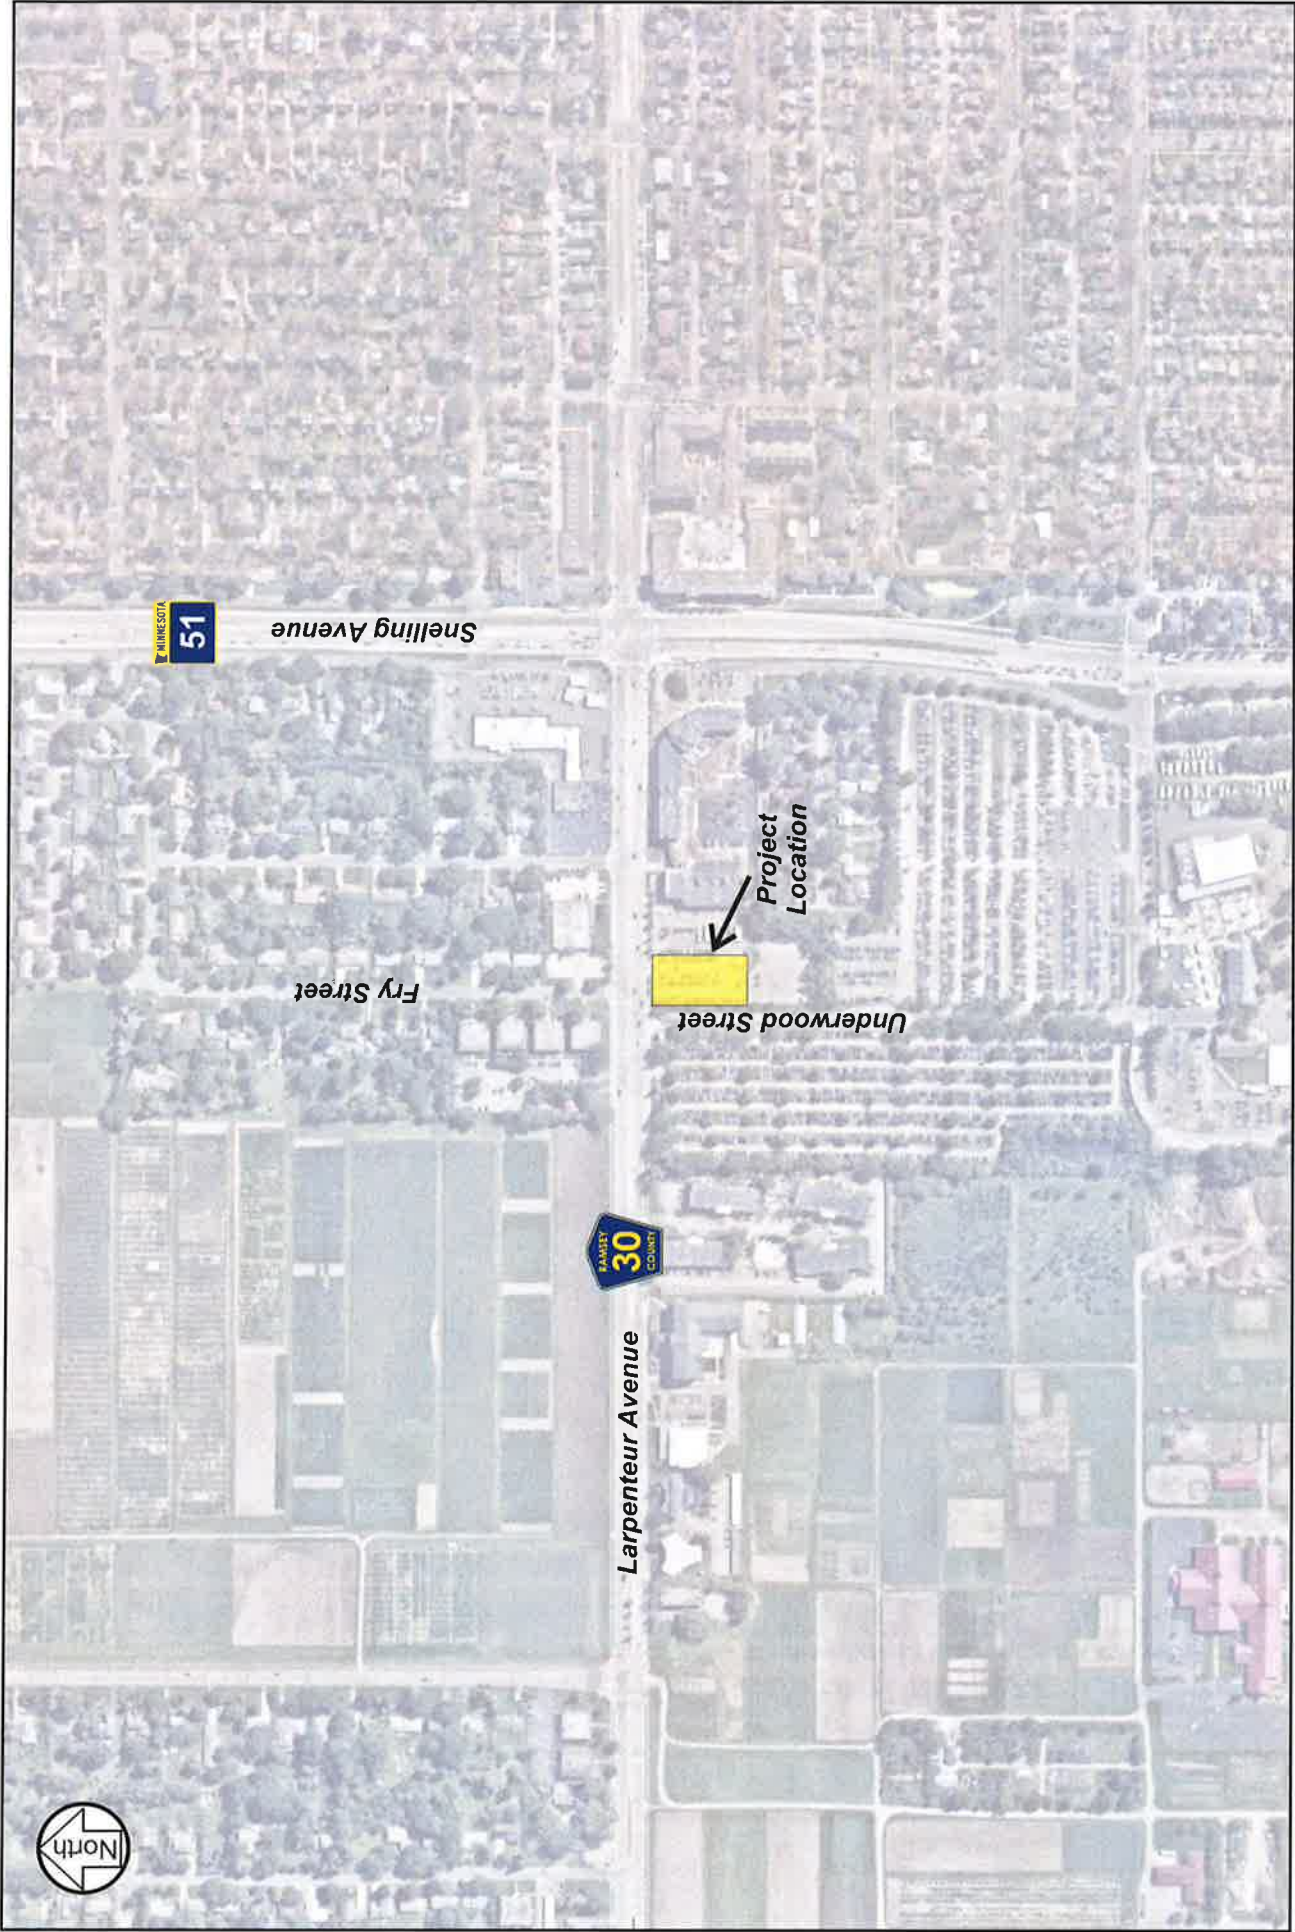 MINNESOTA
51
Snelling Avenue
Fry Street
Project
Location
Underwood Street
RAMSEY
30
COUNTY
Larpenteur Avenue
North